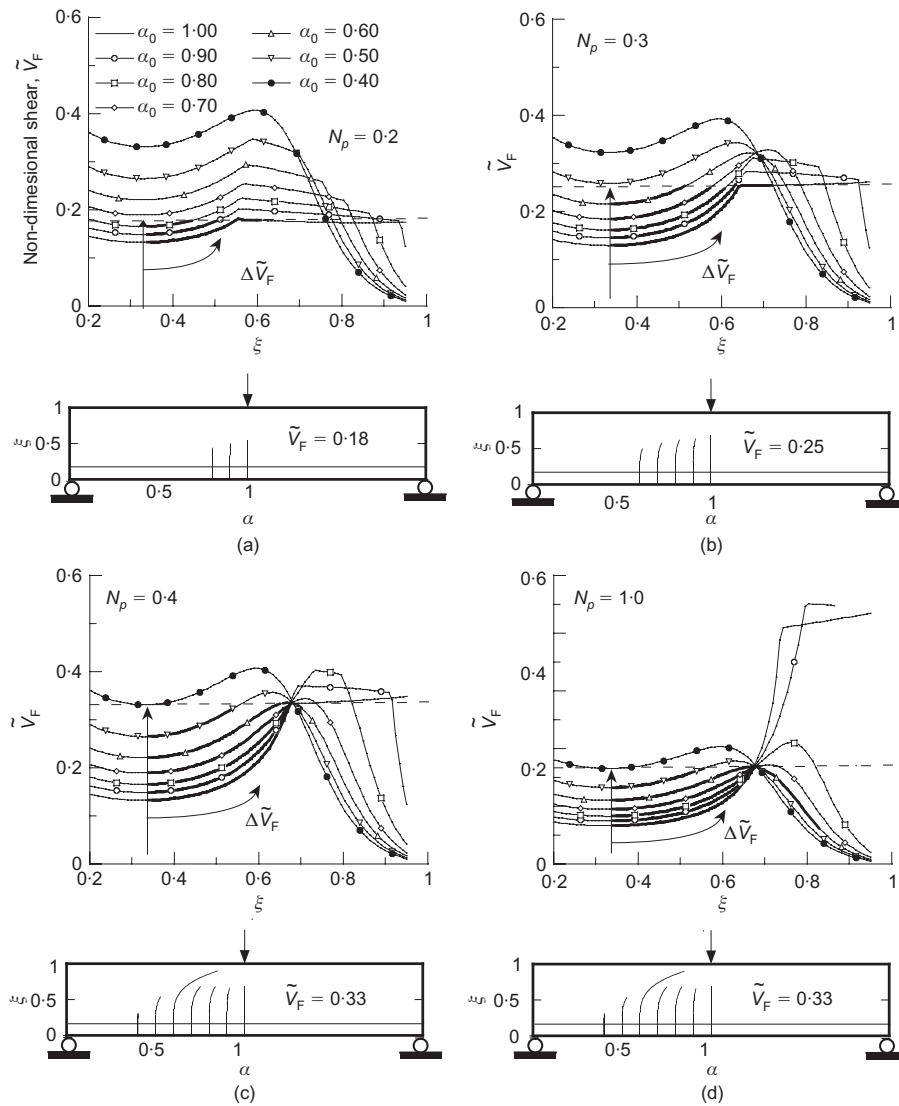 0·6
0·4
0·2
0
Non-dimesional shear, ṼF
α0 = 1·00
α0 = 0·90
α0 = 0·80
α0 = 0·70
α0 = 0·60
α0 = 0·50
α0 = 0·40
Np = 0·2
ΔṼF
0·2 0·4 0·6 0·8 1
ξ
1
ξ 0·5
0
ṼF = 0·18
0·5 1
α
(a)
0·6
0·4
0·2
0
ṼF
Np = 0·3
ΔṼF
0·2 0·4 0·6 0·8 1
ξ
1
ξ 0·5
0
ṼF = 0·25
0·5 1
α
(b)
0·6
0·4
0·2
0
ṼF
Np = 0·4
ΔṼF
0·2 0·4 0·6 0·8 1
ξ
1
ξ 0·5
0
ṼF = 0·33
0·5 1
α
(c)
0·6
0·4
0·2
0
ṼF
Np = 1·0
ΔṼF
0·2 0·4 0·6 0·8 1
ξ
1
ξ 0·5
0
ṼF = 0·33
0·5 1
α
(d)